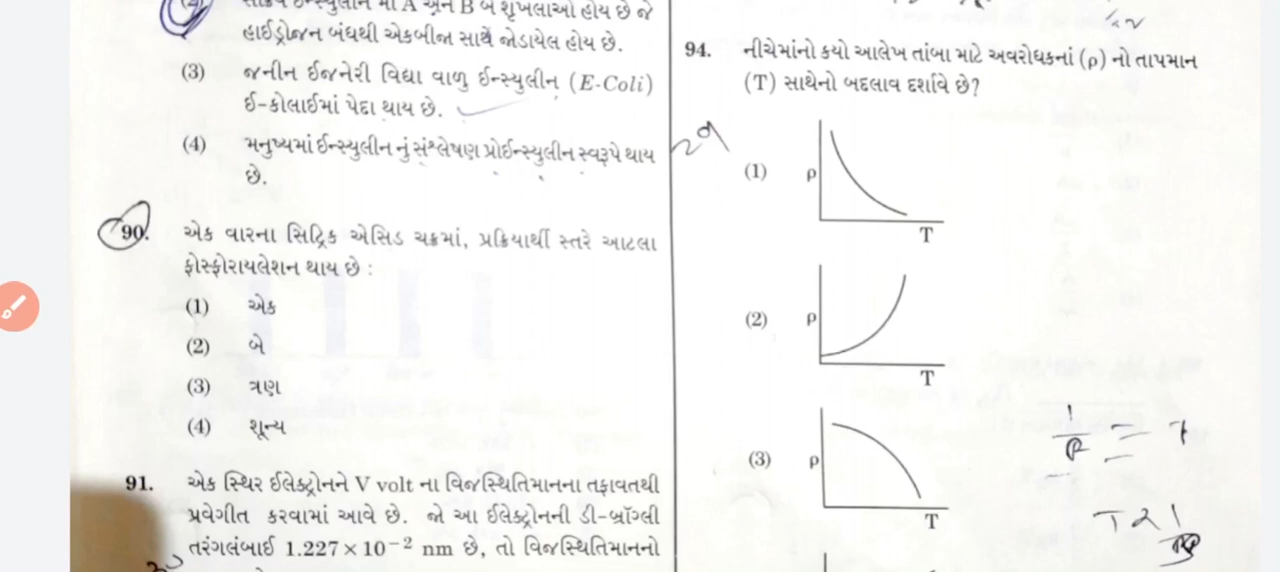 હાઈડ્રોજન બંધથી એકબીજા સાથે જોડાયેલ હોય છે.
(3) જનીન ઈજનેરી વિદ્યા વાળુ ઈન્સ્યુલીન (E-Coli)
ઈ-કોલાઈમાં પેદા થાય છે.
(4) મનુષ્યમાં ઈન્સ્યુલીન નું સંશ્લેષણ પ્રોઈન્સ્યુલીન સ્વરૂપે થાય
છે.
90. એક વારના સિટ્રિક એસિડ ચક્રમાં, પ્રક્રિયાર્થી સ્તરે આટલા
ફોસ્ફોરાયલેશન થાય છે :
(1) એક
(2) બે
(3) ત્રણ
(4) શૂન્ય
91. એક સ્થિર ઈલેક્ટ્રોનને V volt ના વિજસ્થિતિમાનના તફાવતથી
પ્રવેગીત કરવામાં આવે છે. જો આ ઈલેક્ટ્રોનની ડી-બ્રૉગ્લી
તરંગલંબાઈ 1.227 × 10⁻² nm છે, તો વિજસ્થિતિમાનનો
94. નીચેમાંનો કયો આલેખ તાંબા માટે અવરોધકનાં (ρ) નો તાપમાન
(T) સાથેનો બદલાવ દર્શાવે છે?
(1) ρ
T
(2) ρ
T
(3) ρ
T